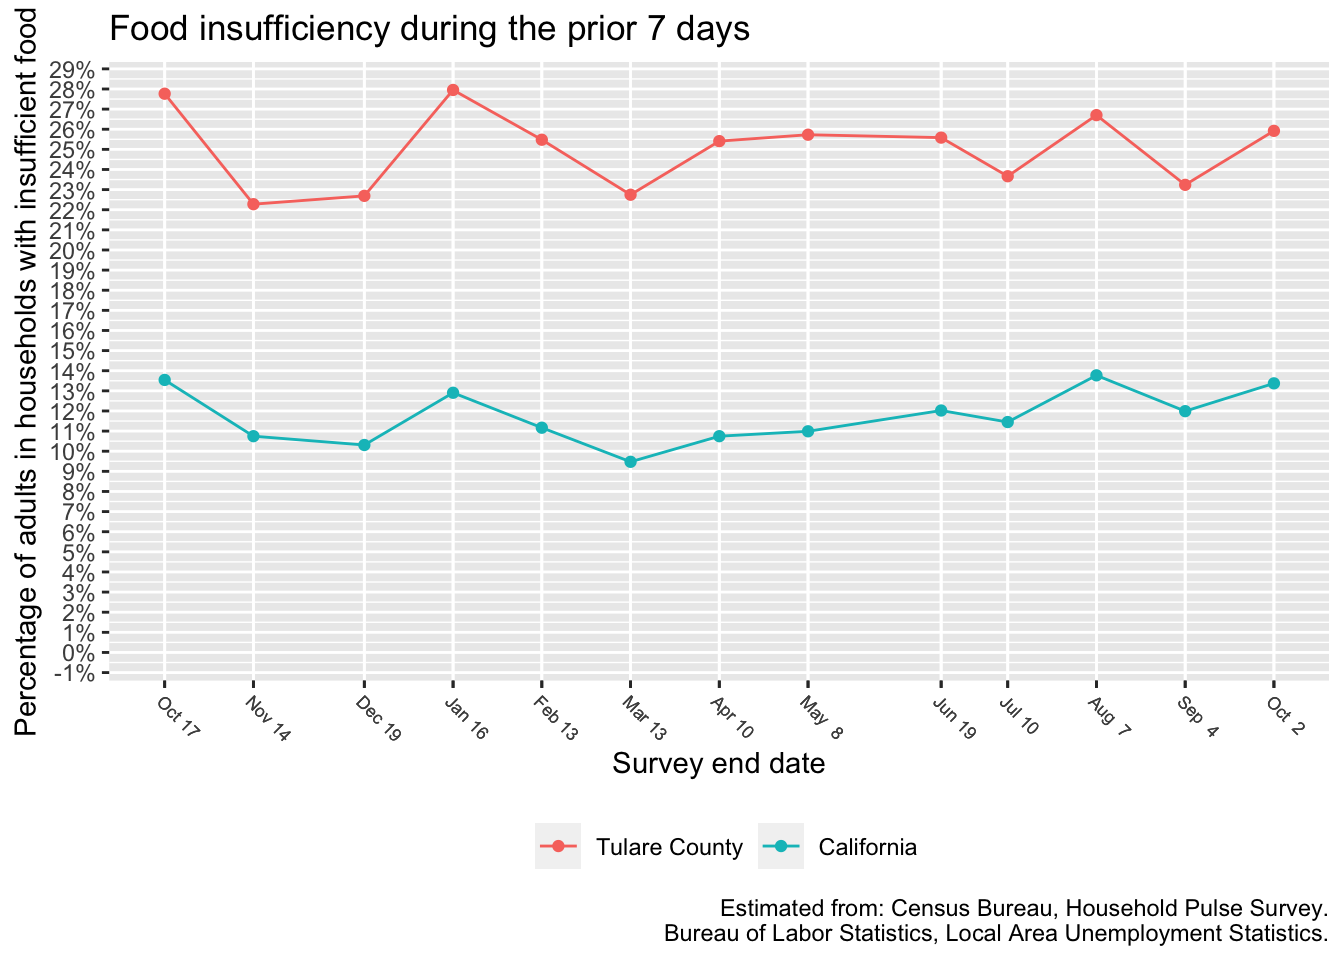 Food insufficiency during the prior 7 days
Percentage of adults in households with insufficient food
29%
28%
27%
26%
25%
24%
23%
22%
21%
20%
19%
18%
17%
16%
15%
14%
13%
12%
11%
10%
9%
8%
7%
6%
5%
4%
3%
2%
1%
0%
-1%
Oct 17
Nov 14
Dec 19
Jan 16
Feb 13
Mar 13
Apr 10
May 8
Jun 19
Jul 10
Aug 7
Sep 4
Oct 2
Survey end date
Tulare County
California
Estimated from: Census Bureau, Household Pulse Survey.
Bureau of Labor Statistics, Local Area Unemployment Statistics.